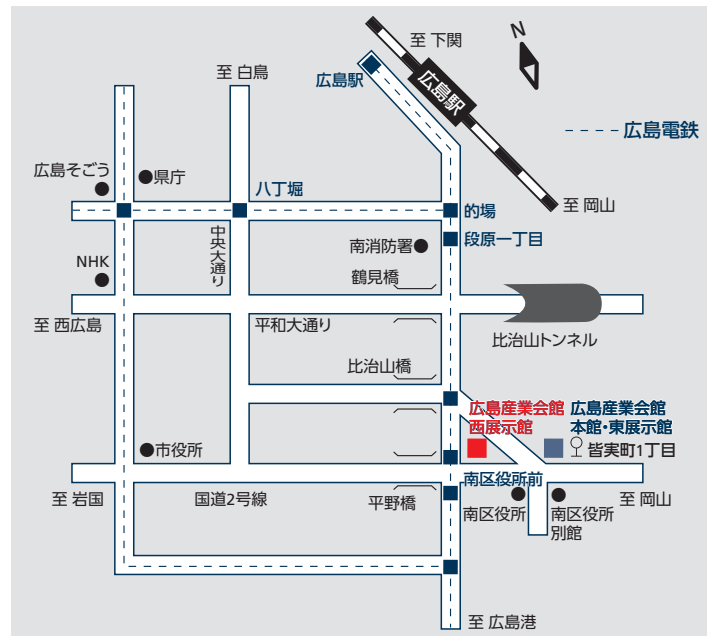 至 下関
N
至 白鳥
広島駅
広島駅
広島電鉄
広島そごう
県庁
八丁堀
至 岡山
的場
中央大通り
南消防署
段原一丁目
NHK
鶴見橋
至 西広島
平和大通り
比治山トンネル
比治山橋
広島産業会館
西展示館
広島産業会館
本館・東展示館
市役所
皆実町1丁目
南区役所前
至 岩国
国道2号線
平野橋
南区役所
南区役所
別館
至 岡山
至 広島港